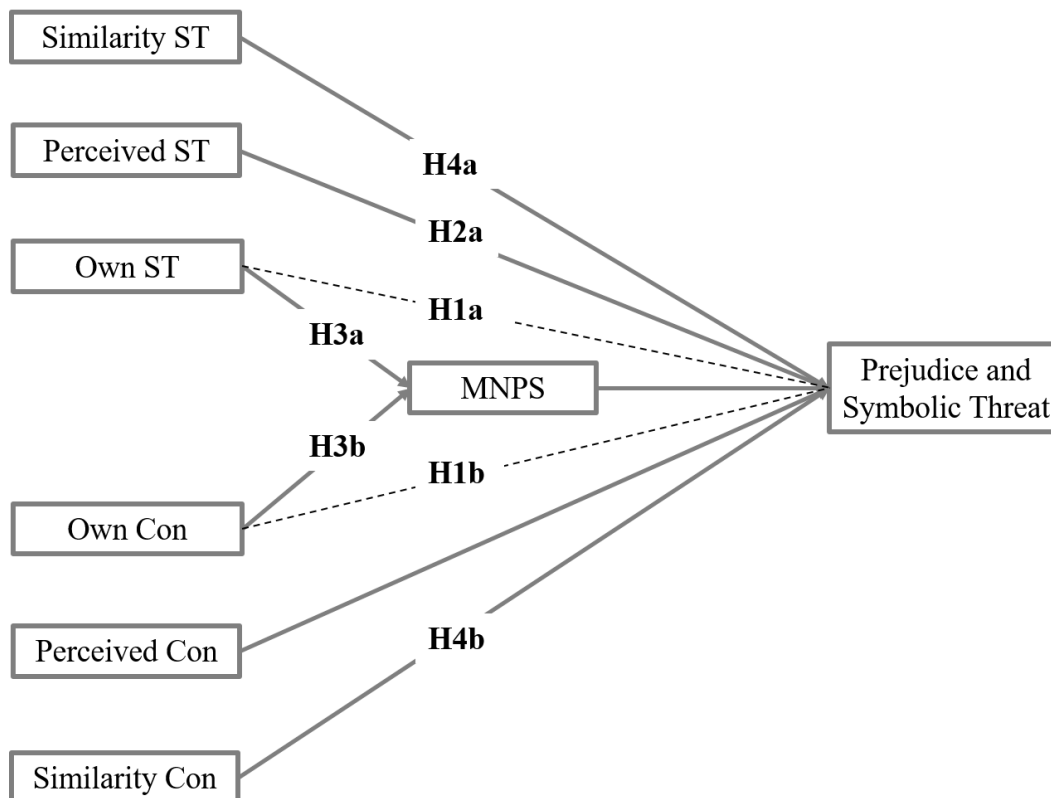 Similarity ST
Perceived ST
H4a
H2a
Own ST
H1a
H3a
MNPS
Prejudice and
Symbolic Threat
H3b
H1b
Own Con
Perceived Con
H4b
Similarity Con